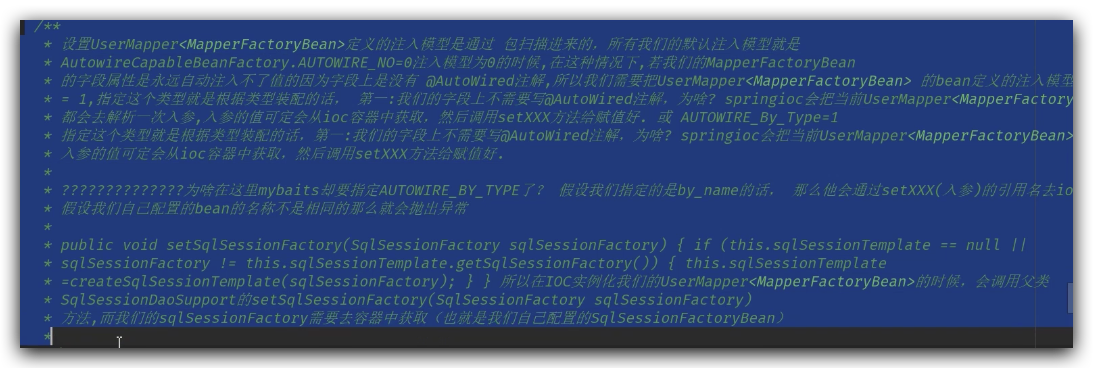 /**
* 设置UserMapper<MapperFactoryBean>定义的注入模型是通过 包扫描进来的，所有我们的默认注入模型就是
* AutowireCapableBeanFactory.AUTOWIRE_NO=0注入模型为0的时候,在这种情况下,若我们的MapperFactoryBean
* 的字段属性是永远自动注入不了值的因为字段上是没有 @AutoWired注解,所以我们需要把UserMapper<MapperFactoryBean> 的bean定义的注入模型
* = 1,指定这个类型就是根据类型装配的话， 第一:我们的字段上不需要写@AutoWired注解，为啥? springioc会把当前UserMapper<MapperFactory
* 都会去解析一次入参,入参的值可定会从ioc容器中获取，然后调用setXXX方法给赋值好. 或 AUTOWIRE_By_Type=1
* 指定这个类型就是根据类型装配的话，第一:我们的字段上不需要写@AutoWired注解，为啥? springioc会把当前UserMapper<MapperFactoryBean>
* 入参的值可定会从ioc容器中获取，然后调用setXXX方法给赋值好.
*
* ??????????????为啥在这里mybaits却要指定AUTOWIRE_BY_TYPE了? 假设我们指定的是by_name的话， 那么他会通过setXXX(入参)的引用名去io
* 假设我们自己配置的bean的名称不是相同的那么就会抛出异常
*
* public void setSqlSessionFactory(SqlSessionFactory sqlSessionFactory) { if (this.sqlSessionTemplate == null ||
* sqlSessionFactory != this.sqlSessionTemplate.getSqlSessionFactory()) { this.sqlSessionTemplate
* =createSqlSessionTemplate(sqlSessionFactory); } } 所以在IOC实例化我们的UserMapper<MapperFactoryBean>的时候，会调用父类
* SqlSessionDaoSupport的setSqlSessionFactory(SqlSessionFactory sqlSessionFactory)
* 方法,而我们的sqlSessionFactory需要去容器中获取（也就是我们自己配置的SqlSessionFactoryBean）
*